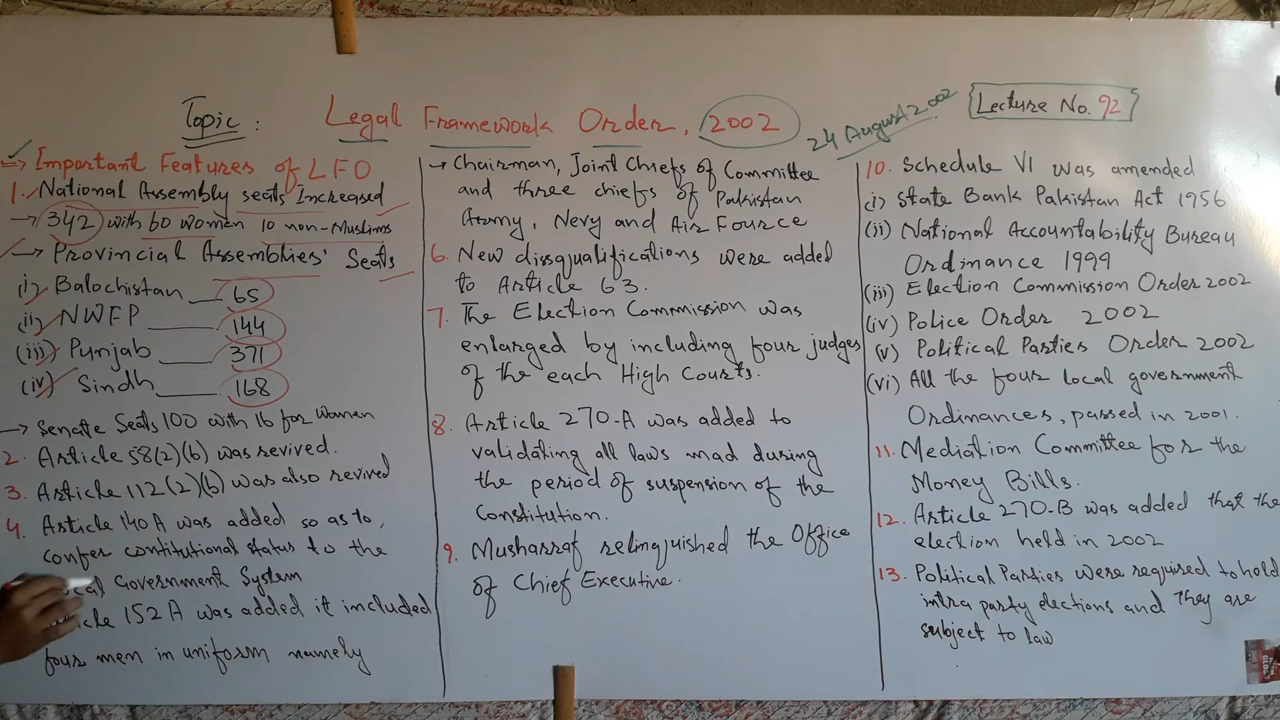 Topic: Legal Framework Order, 2002
24 August 2002
Lecture No. 92
→ Important Features of LFO
1. National Assembly seats Increased
→ 342 with 60 women 10 non-Muslims
→ Provincial Assemblies' Seats
(i) Balochistan 65
(ii) NWFP 144
(iii) Punjab 371
(iv) Sindh 168
→ Senate Seats 100 with 16 for women
2. Article 58(2)(b) was revived.
3. Article 112(2)(b) was also revived
4. Article 140A was added so as to,
confer contitutional status to the
Government System
152A was added it included
four men in uniform namely
→ Chairman, Joint Chiefs of Committee
and three chiefs of Pakistan
Army, Nevy and Air Fource
6. New dissqualifications were added
to Article 63.
7. The Election Commission was
enlarged by including four judges
of the each High Courts.
8. Article 270-A was added to
validating all laws mad during
the period of suspension of the
Constitution.
9. Musharraf relinguished the Office
of Chief Executive.
10. Schedule VI was amended
(i) State Bank Pakistan Act 1956
(ii) National Accountability Bureau
Ordinance 1999
(iii) Election Commission Order 2002
(iv) Police Order 2002
(v) Political Parties Order 2002
(vi) All the four local government
Ordinances, passed in 2001.
11. Mediation Committee for the
Money Bills.
12. Article 270-B was added that the
election held in 2002
13. Political Parties were required to hold
intra party elections and They are
subject to law